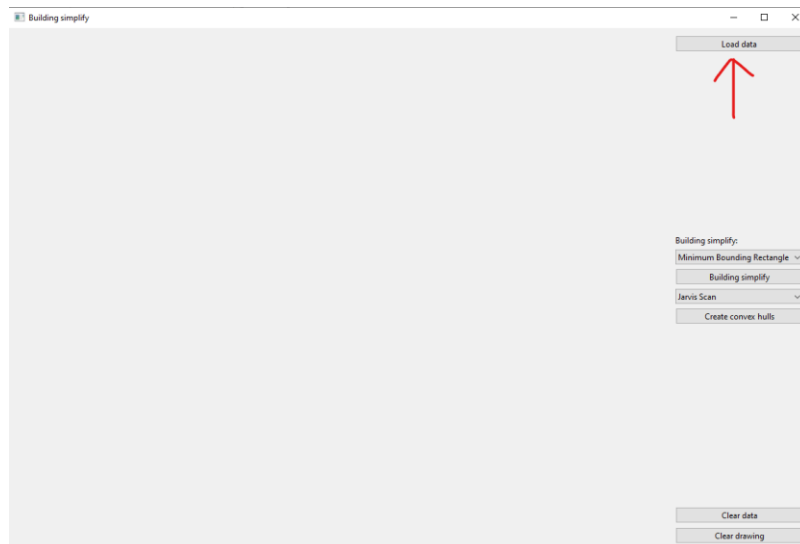 Building simplify
Load data
Building simplify:
Minimum Bounding Rectangle
Building simplify
Jarvis Scan
Create convex hulls
Clear data
Clear drawing